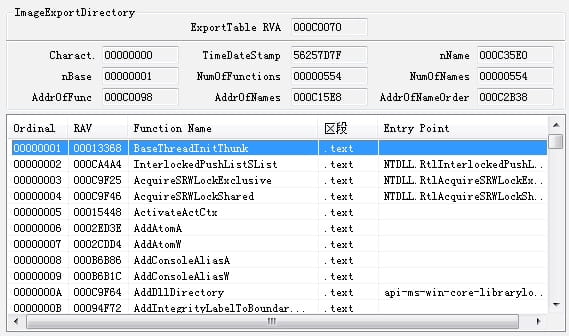 ImageExportDirectory
ExportTable RVA 000C0070
Charact. 00000000 TimeDateStamp 56257D7F nName 000C35E0
nBase 00000001 NumOfFunctions 00000554 NumOfNames 00000554
AddrOfFunc 000C0098 AddrOfNames 000C15E8 AddrOfNameOrder 000C2B38
Ordinal RAV Function Name 区段 Entry Point
00000001 00013368 BaseThreadInitThunk .text
00000002 000CA4A4 InterlockedPushListSList .text NTDLL.RtlInterlockedPushL...
00000003 000C9F25 AcquireSRWLockExclusive .text NTDLL.RtlAcquireSRWLockEx...
00000004 000C9F46 AcquireSRWLockShared .text NTDLL.RtlAcquireSRWLockSh...
00000005 00015448 ActivateActCtx .text
00000006 0002ED3E AddAtomA .text
00000007 0002CDD4 AddAtomW .text
00000008 000B6B86 AddConsoleAliasA .text
00000009 000B6B1C AddConsoleAliasW .text
0000000A 000C9F64 AddDllDirectory .text api-ms-win-core-librarylo...
0000000B 00094F72 AddIntegrityLabelToBoundar... .text